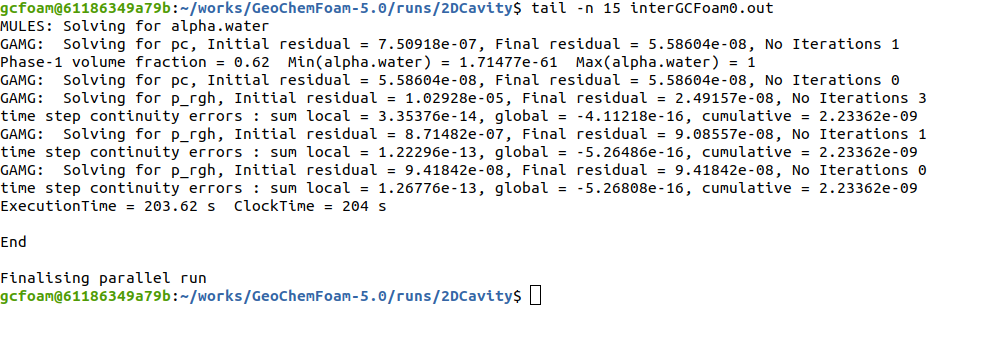 gcfoam@61186349a79b:~/works/GeoChemFoam-5.0/runs/2DCavity$ tail -n 15 interGCFoam0.out
MULES: Solving for alpha.water
GAMG:  Solving for pc, Initial residual = 7.50918e-07, Final residual = 5.58604e-08, No Iterations 1
Phase-1 volume fraction = 0.62  Min(alpha.water) = 1.71477e-61  Max(alpha.water) = 1
GAMG:  Solving for pc, Initial residual = 5.58604e-08, Final residual = 5.58604e-08, No Iterations 0
GAMG:  Solving for p_rgh, Initial residual = 1.02928e-05, Final residual = 2.49157e-08, No Iterations 3
time step continuity errors : sum local = 3.35376e-14, global = -4.11218e-16, cumulative = 2.23362e-09
GAMG:  Solving for p_rgh, Initial residual = 8.71482e-07, Final residual = 9.08557e-08, No Iterations 1
time step continuity errors : sum local = 1.22296e-13, global = -5.26486e-16, cumulative = 2.23362e-09
GAMG:  Solving for p_rgh, Initial residual = 9.41842e-08, Final residual = 9.41842e-08, No Iterations 0
time step continuity errors : sum local = 1.26776e-13, global = -5.26808e-16, cumulative = 2.23362e-09
ExecutionTime = 203.62 s  ClockTime = 204 s
End
Finalising parallel run
gcfoam@61186349a79b:~/works/GeoChemFoam-5.0/runs/2DCavity$